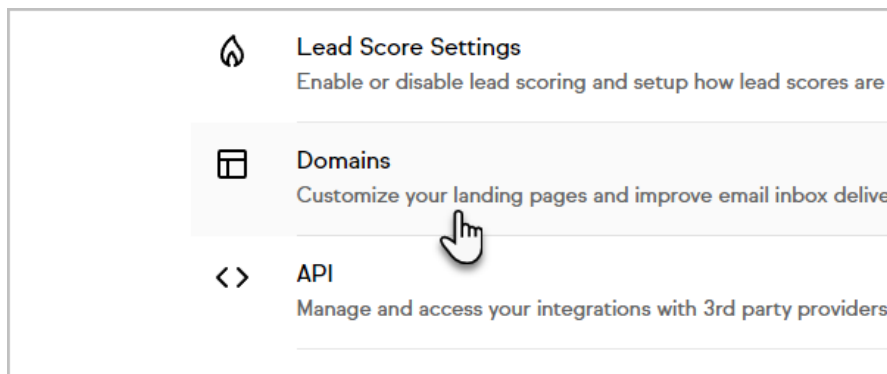 Lead Score Settings
Enable or disable lead scoring and setup how lead scores are
Domains
Customize your landing pages and improve email inbox delive
API
Manage and access your integrations with 3rd party providers